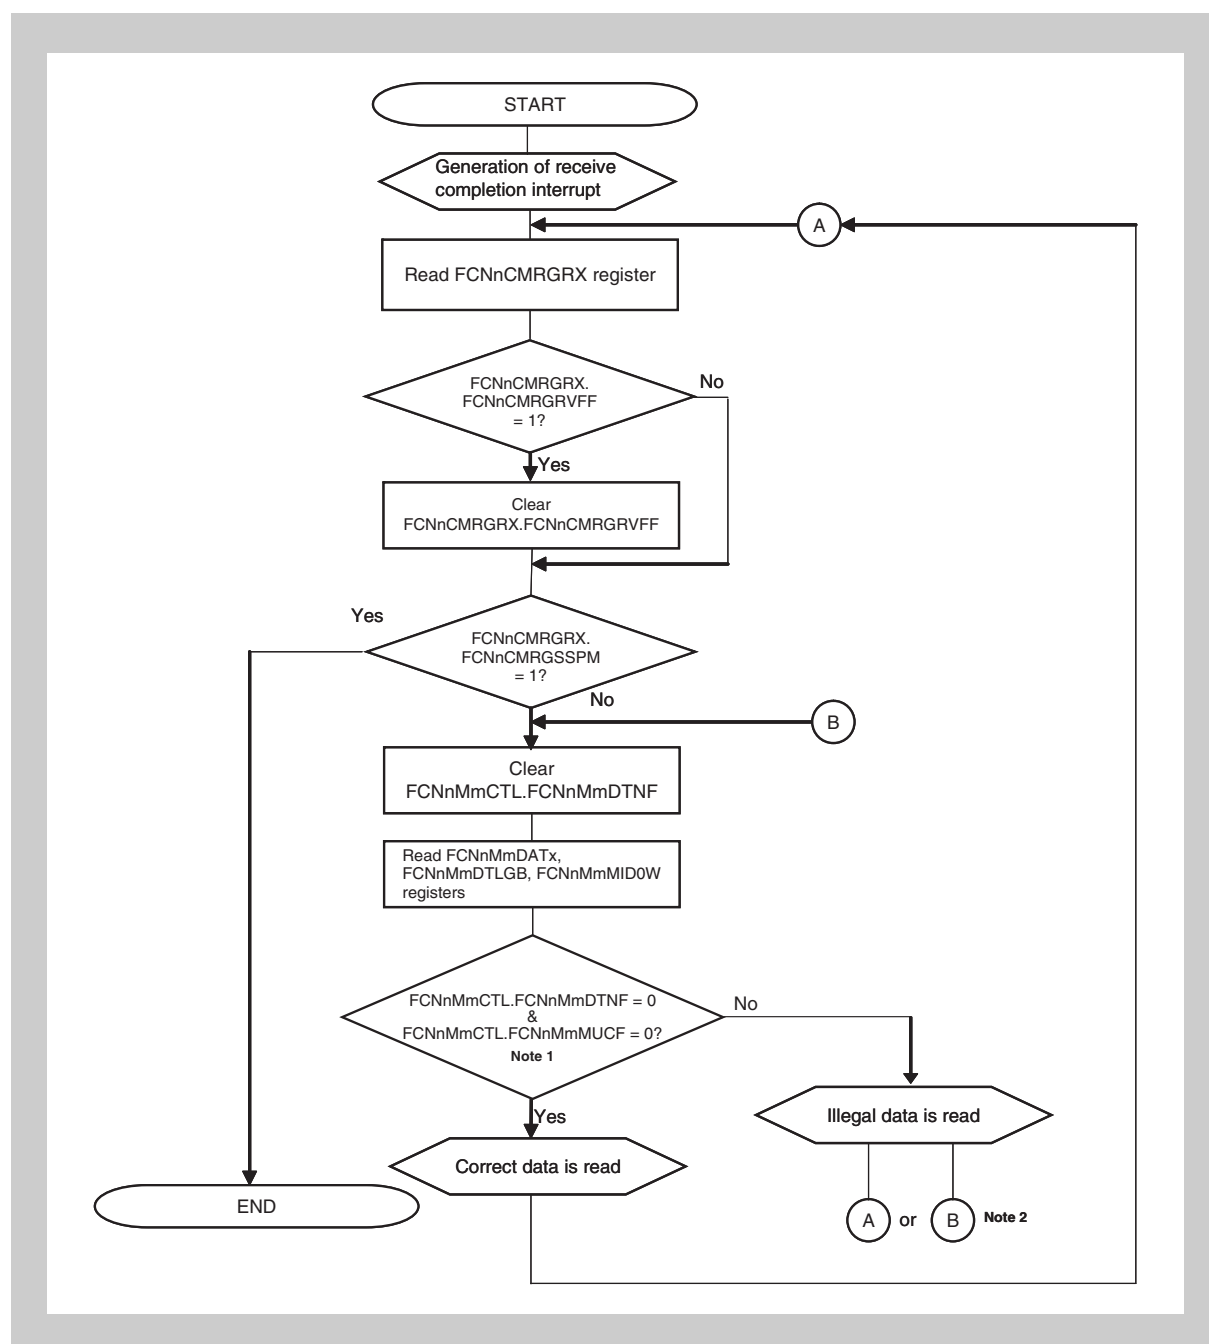 START
Generation of receive
completion interrupt
A
Read FCNnCMRGRX register
FCNnCMRGRX.
FCNnCMRGRVFF
= 1?
No
Yes
Clear
FCNnCMRGRX.FCNnCMRGRVFF
Yes
FCNnCMRGRX.
FCNnCMRGSSPM
= 1?
No
B
Clear
FCNnMmCTL.FCNnMmDTNF
Read FCNnMmDATx,
FCNnMmDTLGB, FCNnMmMID0W
registers
FCNnMmCTL.FCNnMmDTNF = 0
&
FCNnMmCTL.FCNnMmMUCF = 0?
Note 1
No
Yes
Illegal data is read
Correct data is read
END
A or B Note 2